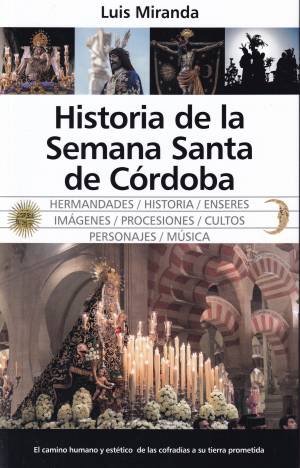 Luis Miranda
Historia de la
Semana Santa
de Córdoba
HERMANDADES / HISTORIA / ENSERES
IMÁGENES / PROCESIONES / CULTOS
PERSONAJES / MÚSICA
El camino humano y estético de las cofradías a su tierra prometida